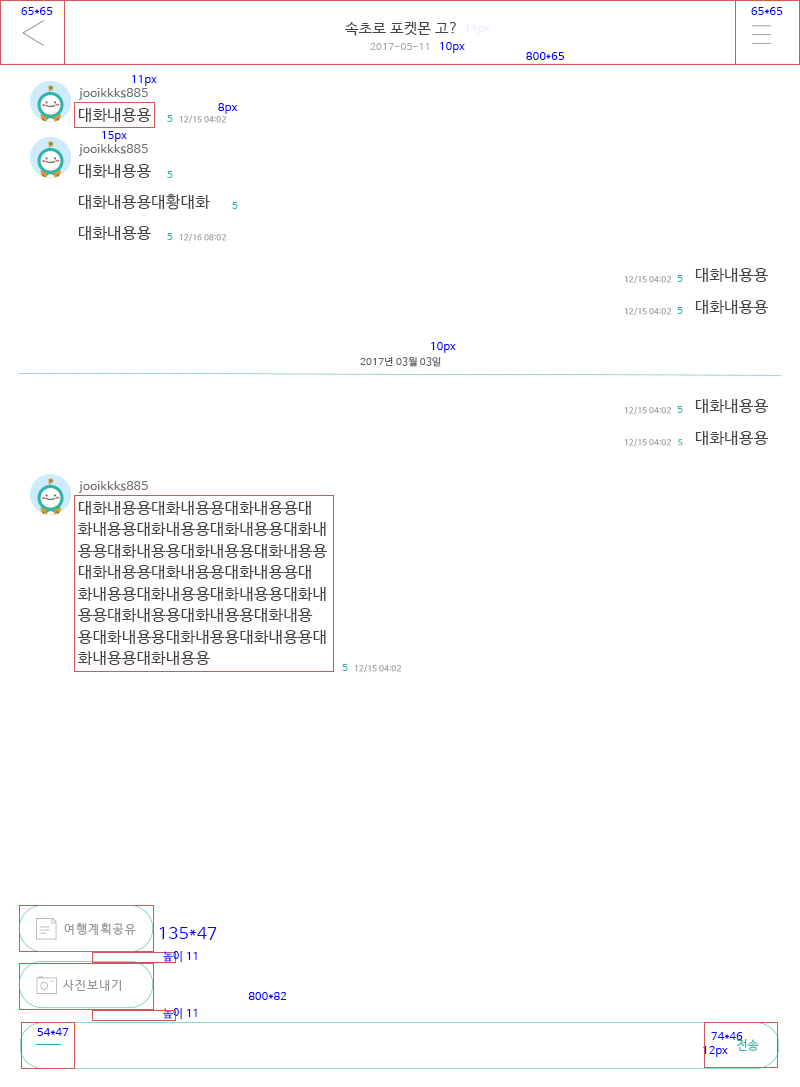 65*65
65*65
속초로 포켓몬 고? 14px
2017-05-11 10px
800*65
11px
jooikkks885
8px
대화내용용 5 12/15 04:02
15px
jooikkks885
대화내용용 5
대화내용용대황대화 5
대화내용용 5 12/16 08:02
12/15 04:02 5 대화내용용
12/15 04:02 5 대화내용용
10px
2017년 03월 03일
12/15 04:02 5 대화내용용
12/15 04:02 5 대화내용용
jooikkks885
대화내용용대화내용용대화내용용대
화내용용대화내용용대화내용용대화내
용용대화내용용대화내용용대화내용용
대화내용용대화내용용대화내용용대
화내용용대화내용용대화내용용대화내
용용대화내용용대화내용용대화내용
용대화내용용대화내용용대화내용용대
화내용용대화내용용
5 12/15 04:02
여행계획공유 135*47
높이 11
사진보내기
800*82
높이 11
54*47
74*46
전송
12px